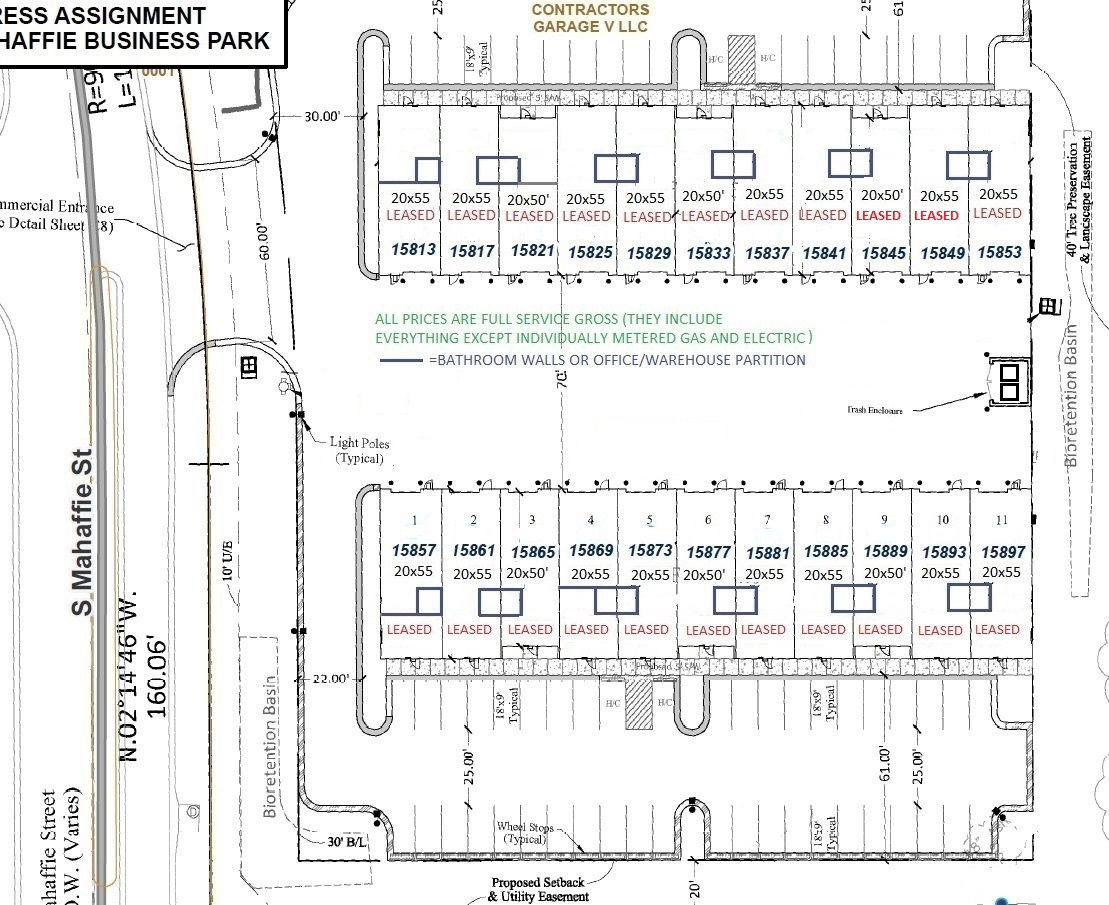 RESS ASSIGNMENT
HAFFIE BUSINESS PARK
CONTRACTORS
GARAGE V LLC
25
25
61
18'x9'
Typical
H/C
H/C
R=9
L=1
0001
30.00'
60.00'
Proposed 5' S/W
mmercial Entrance
e Detail Sheet C8)
20x55
20x55
20x50'
20x55
20x55
20x50'
20x55
20x55
20x50'
20x55
20x55
LEASED
LEASED
LEASED
LEASED
LEASED
LEASED
LEASED
LEASED
LEASED
LEASED
LEASED
15813
15817
15821
15825
15829
15833
15837
15841
15845
15849
15853
40' Tree Preservation
& Landscape Easement
ALL PRICES ARE FULL SERVICE GROSS (THEY INCLUDE
EVERYTHING EXCEPT INDIVIDUALLY METERED GAS AND ELECTRIC )
=BATHROOM WALLS OR OFFICE/WAREHOUSE PARTITION
70'
Trash Enclosure
Bioretention Basin
Light Poles
(Typical)
S Mahaffie St
10' U/E
N.02°14'46"W.
160.06'
1
2
3
4
5
6
7
8
9
10
11
15857
15861
15865
15869
15873
15877
15881
15885
15889
15893
15897
20x55
20x55
20x50'
20x55
20x55
20x50'
20x55
20x55
20x50'
20x55
20x55
LEASED
LEASED
LEASED
LEASED
LEASED
LEASED
LEASED
LEASED
LEASED
LEASED
LEASED
Proposed 5' S/W
22.00'
Bioretention Basin
18'x9'
Typical
H/C
H/C
18'x9'
Typical
25.00'
61.00'
25.00'
ahaffie Street
O.W. (Varies)
30' B/L
Wheel Stops
(Typical)
18'x9'
Typical
Proposed Setback
& Utility Easement
20'